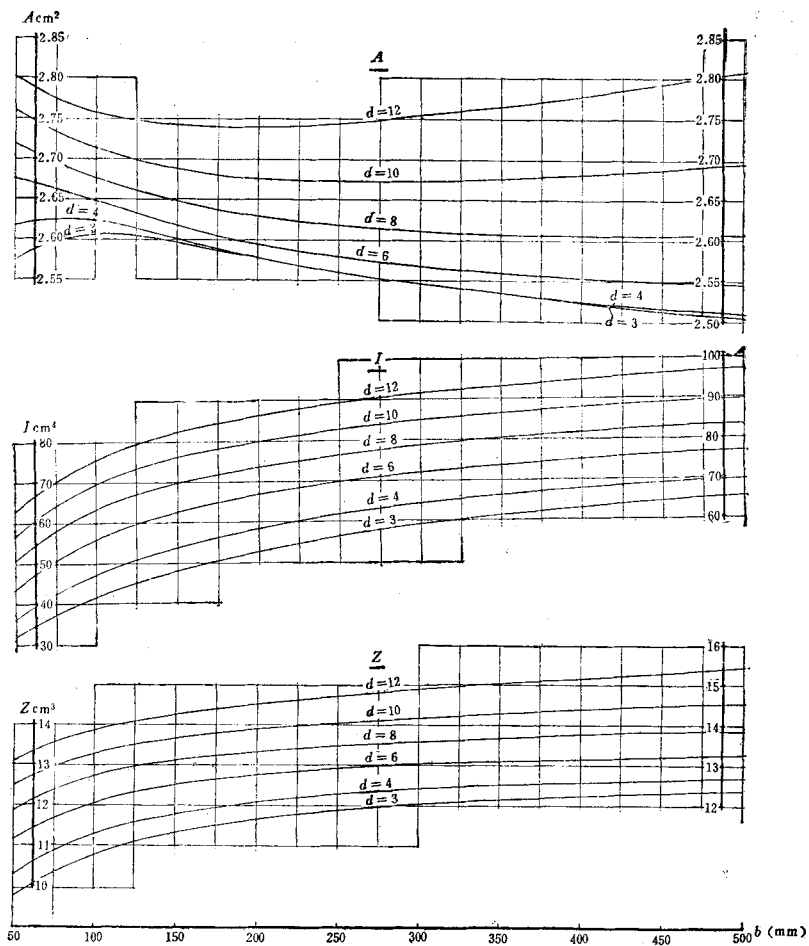 A cm²
2.85
2.85
A
2.80
2.80
d=12
2.75
2.75
2.70
2.70
d=10
2.65
2.65
d=4
d=8
2.60
2.60
d=6
2.55
2.55
d=4
d=3
2.50
I
100
d=12
90
I cm⁴
d=10
80
d=8
80
70
d=6
70
60
d=4
60
d=3
50
40
30
Z
16
d=12
15
Z cm³
d=10
14
14
d=8
13
d=6
13
12
d=4
d=3
12
11
10
50 100 150 200 250 300 350 400 450 500 b (mm)